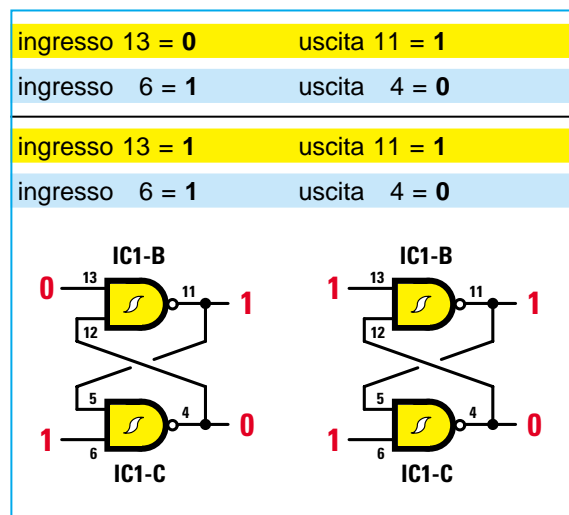 ingresso 13 = 0 uscita 11 = 1
ingresso 6 = 1 uscita 4 = 0
ingresso 13 = 1 uscita 11 = 1
ingresso 6 = 1 uscita 4 = 0
IC1-B IC1-B
0 13 11 1 1 13 11 1
12 12
5 5
4 0 4 0
1 6 1 6
IC1-C IC1-C